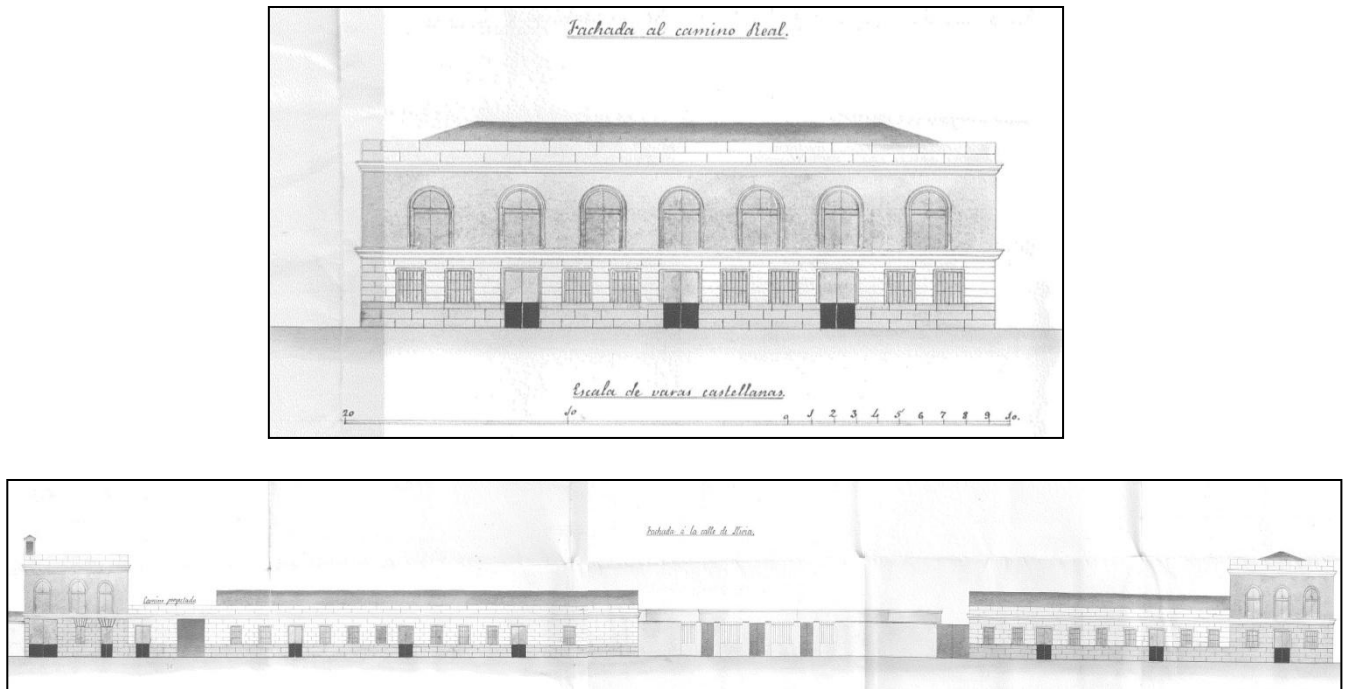 Fachada al camino Real.
Escala de varas castellanas.
20 10 0 1 2 3 4 5 6 7 8 9 10.
Fachada á la calle de Lliria.
Camino proyectado